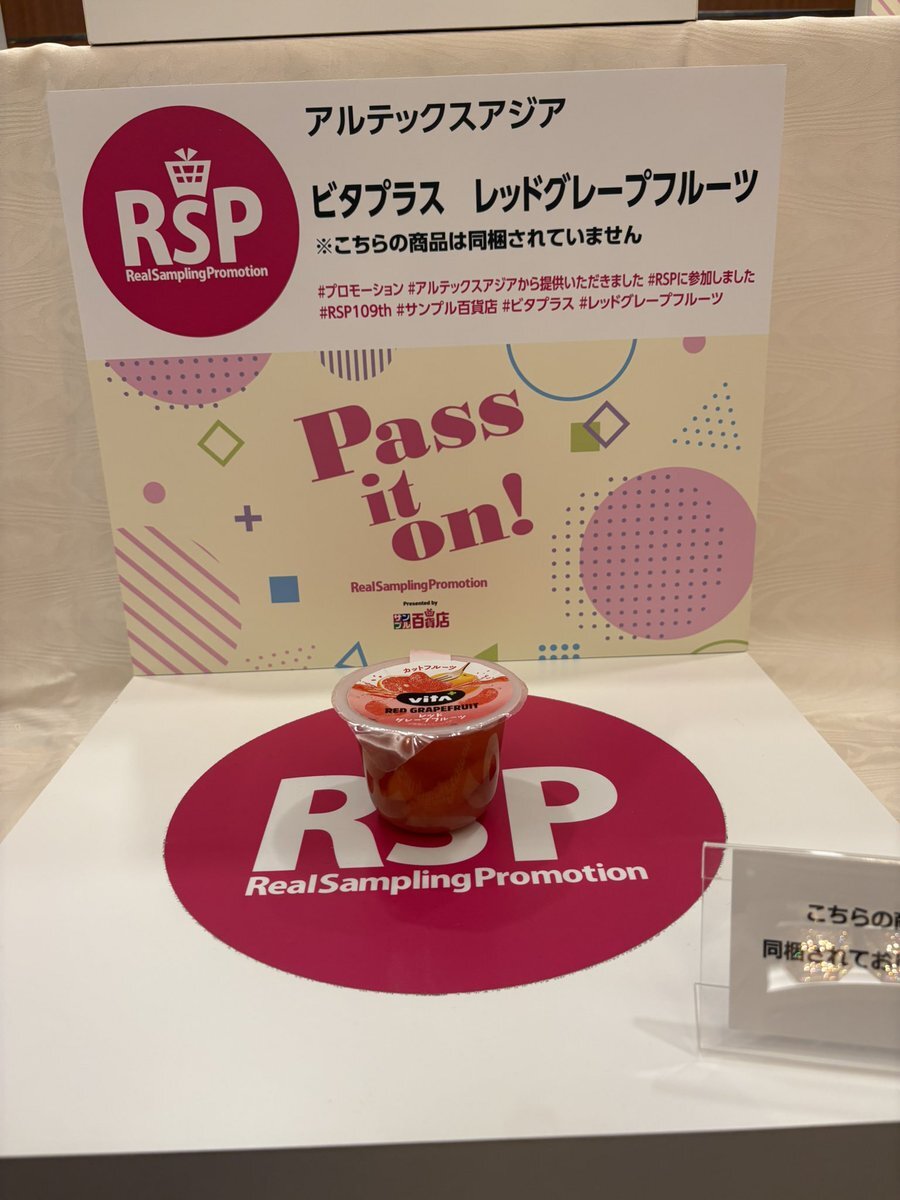 アルテックスアジア
RSP
RealSamplingPromotion
ビタプラス レッドグレープフルーツ
※こちらの商品は同梱されていません
#プロモーション #アルテックスアジアから提供いただきました #RSPに参加しました
#RSP109th #サンプル百貨店 #ビタプラス #レッドグレープフルーツ
Pass
it
on!
RealSamplingPromotion
Presented by
サンプル百貨店
カットフルーツ
VITA+
RED GRAPEFRUIT
レッド
グレープフルーツ
RSP
RealSamplingPromotion
こちらの
同梱されてお